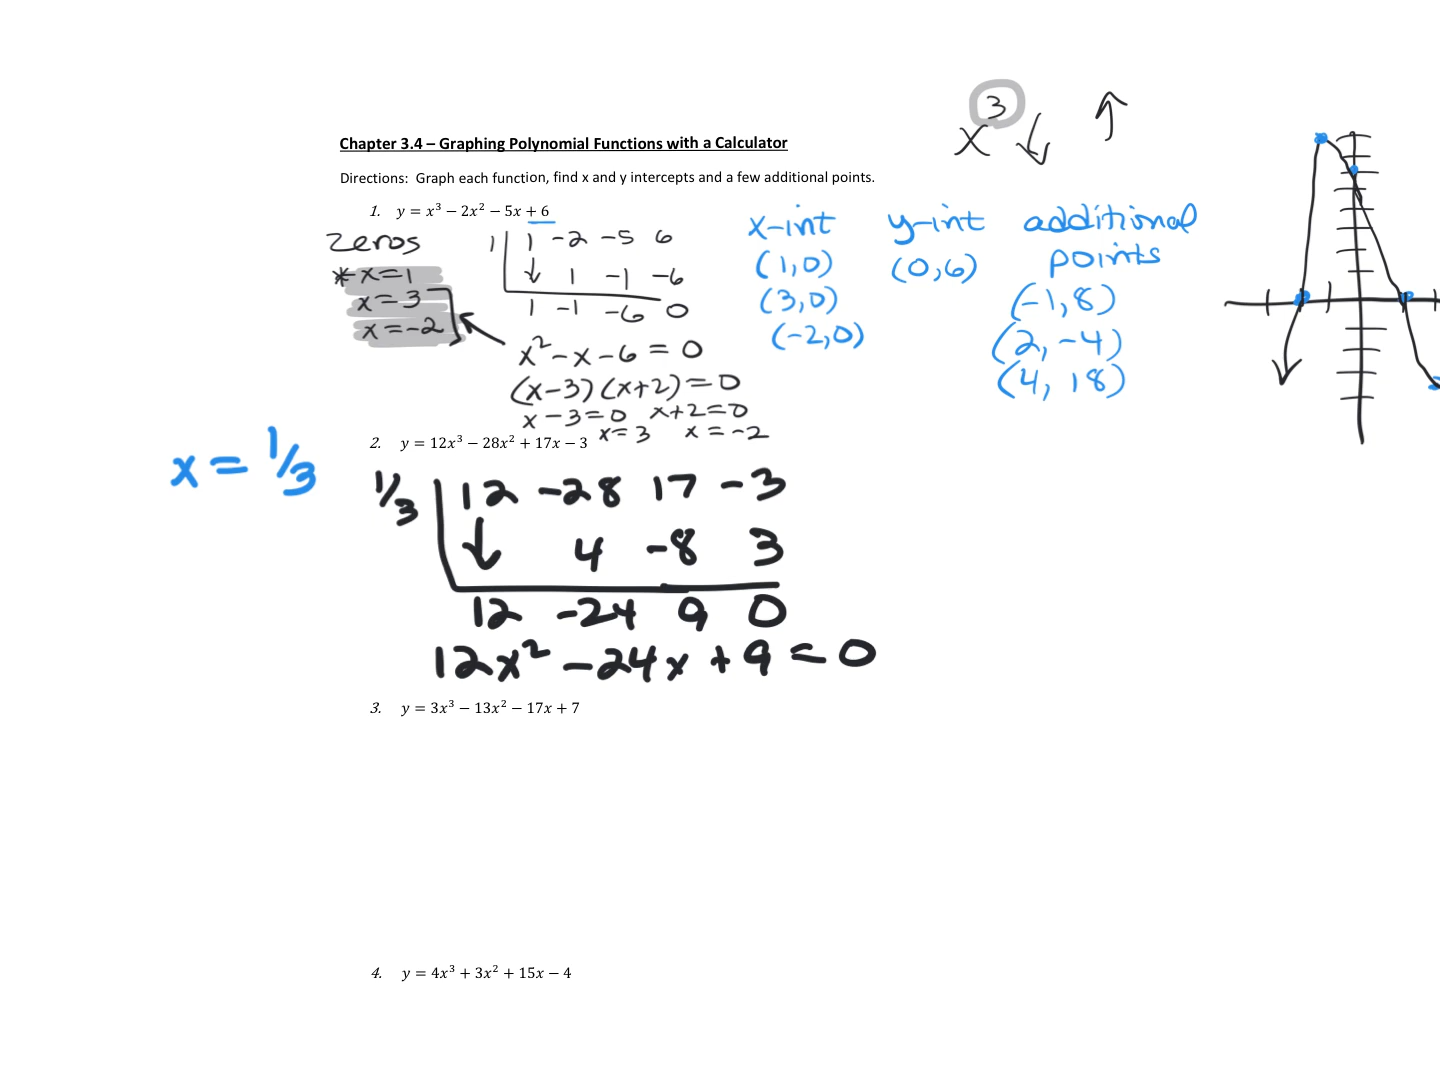 x³ ↓ ↑
Chapter 3.4 – Graphing Polynomial Functions with a Calculator
Directions:  Graph each function, find x and y intercepts and a few additional points.
1. y = x³ − 2x² − 5x + 6
zeros
* x=1
x=3
x=-2
1 | 1 -2 -5 6
↓ 1 -1 -6
1 -1 -6 0
x² - x - 6 = 0
(x-3)(x+2)=0
x-3=0 x+2=0
x=3 x=-2
x-int
(1,0)
(3,0)
(-2,0)
y-int
(0,6)
additional
points
(-1,8)
(2,-4)
(4,18)
2. y = 12x³ − 28x² + 17x − 3
x = 1/3
1/3 | 12 -28 17 -3
↓ 4 -8 3
12 -24 9 0
12x² - 24x + 9 = 0
3. y = 3x³ − 13x² − 17x + 7
4. y = 4x³ + 3x² + 15x − 4